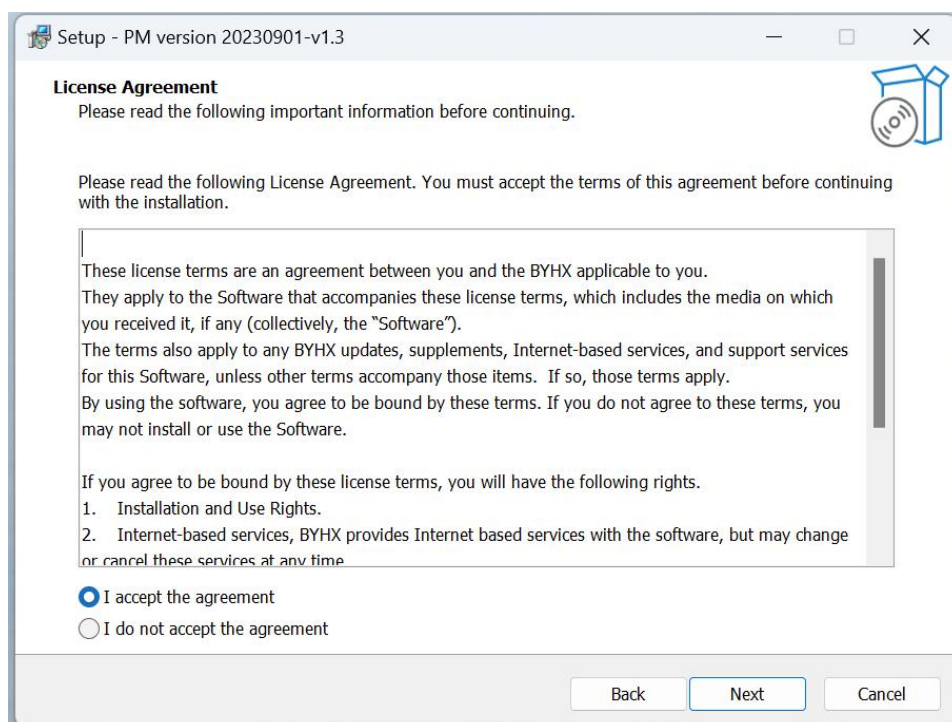 Setup - PM version 20230901-v1.3
License Agreement
Please read the following important information before continuing.
Please read the following License Agreement. You must accept the terms of this agreement before continuing
with the installation.
These license terms are an agreement between you and the BYHX applicable to you.
They apply to the Software that accompanies these license terms, which includes the media on which
you received it, if any (collectively, the “Software”).
The terms also apply to any BYHX updates, supplements, Internet-based services, and support services
for this Software, unless other terms accompany those items.  If so, those terms apply.
By using the software, you agree to be bound by these terms. If you do not agree to these terms, you
may not install or use the Software.
If you agree to be bound by these license terms, you will have the following rights.
1.    Installation and Use Rights.
2.    Internet-based services, BYHX provides Internet based services with the software, but may change
or cancel these services at any time
I accept the agreement
I do not accept the agreement
Back
Next
Cancel